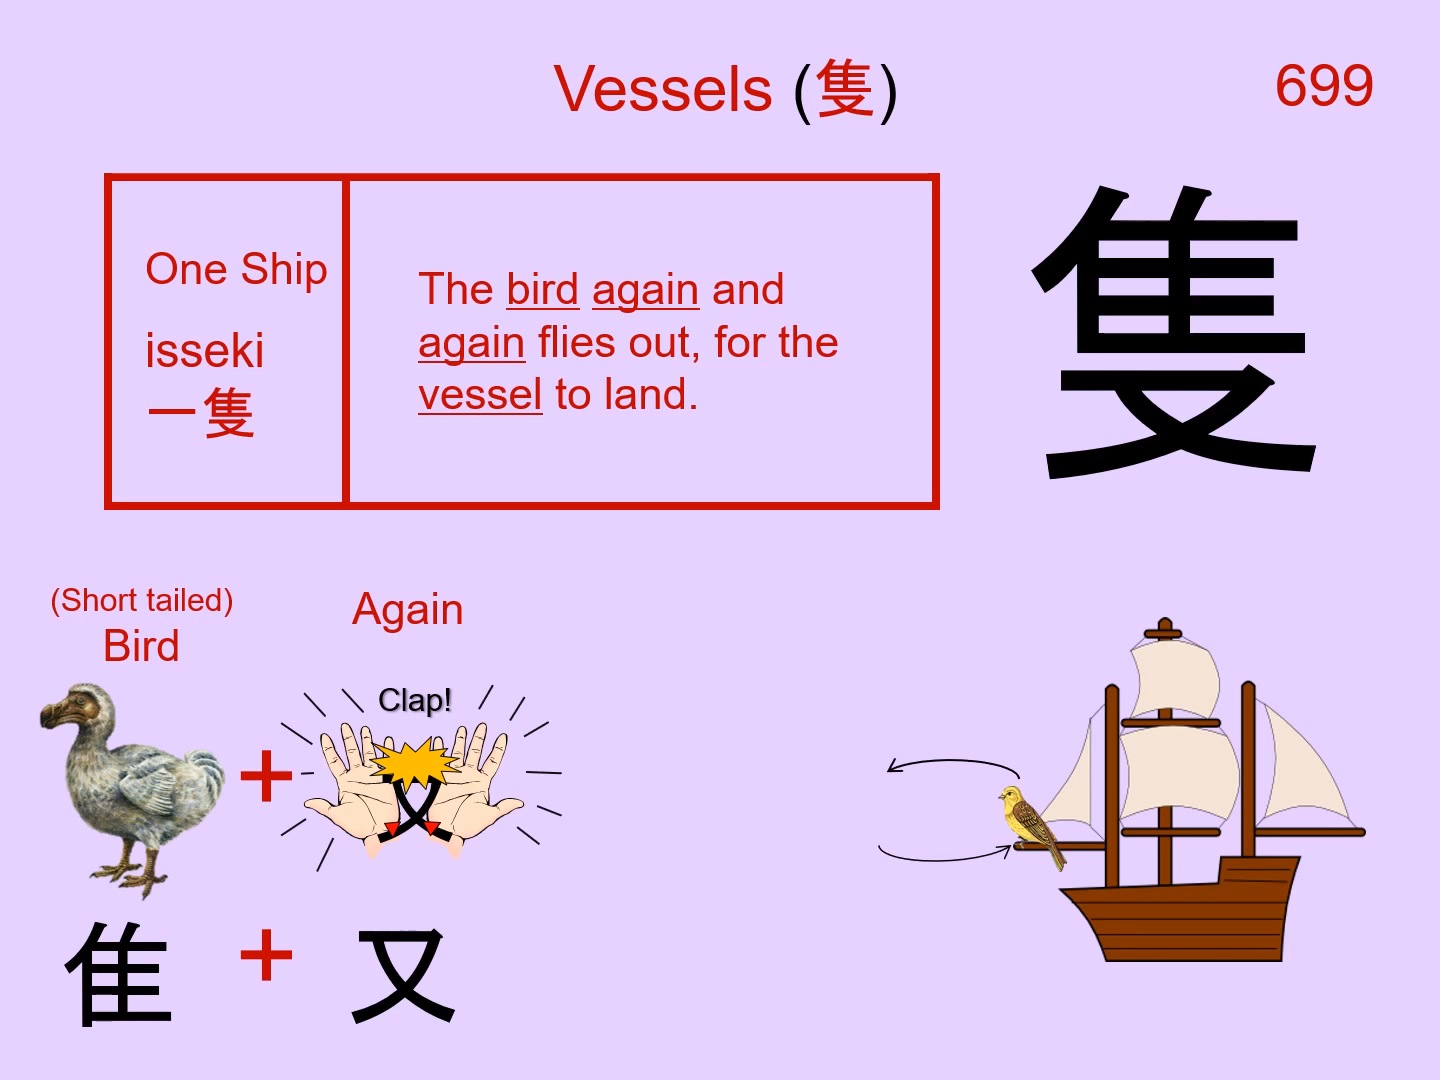 Vessels (隻)
699
One Ship
isseki
一隻
The bird again and
again flies out, for the
vessel to land.
隻
(Short tailed)
Bird
Again
Clap!
+
隹 + 又